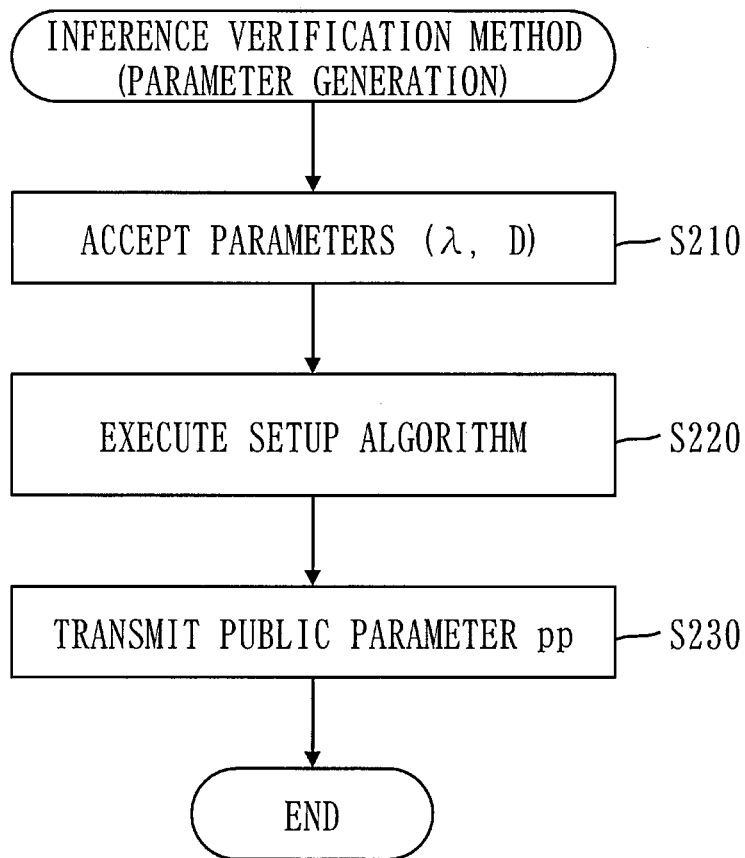 INFERENCE VERIFICATION METHOD
(PARAMETER GENERATION)
ACCEPT PARAMETERS (λ, D)
S210
EXECUTE SETUP ALGORITHM
S220
TRANSMIT PUBLIC PARAMETER pp
S230
END